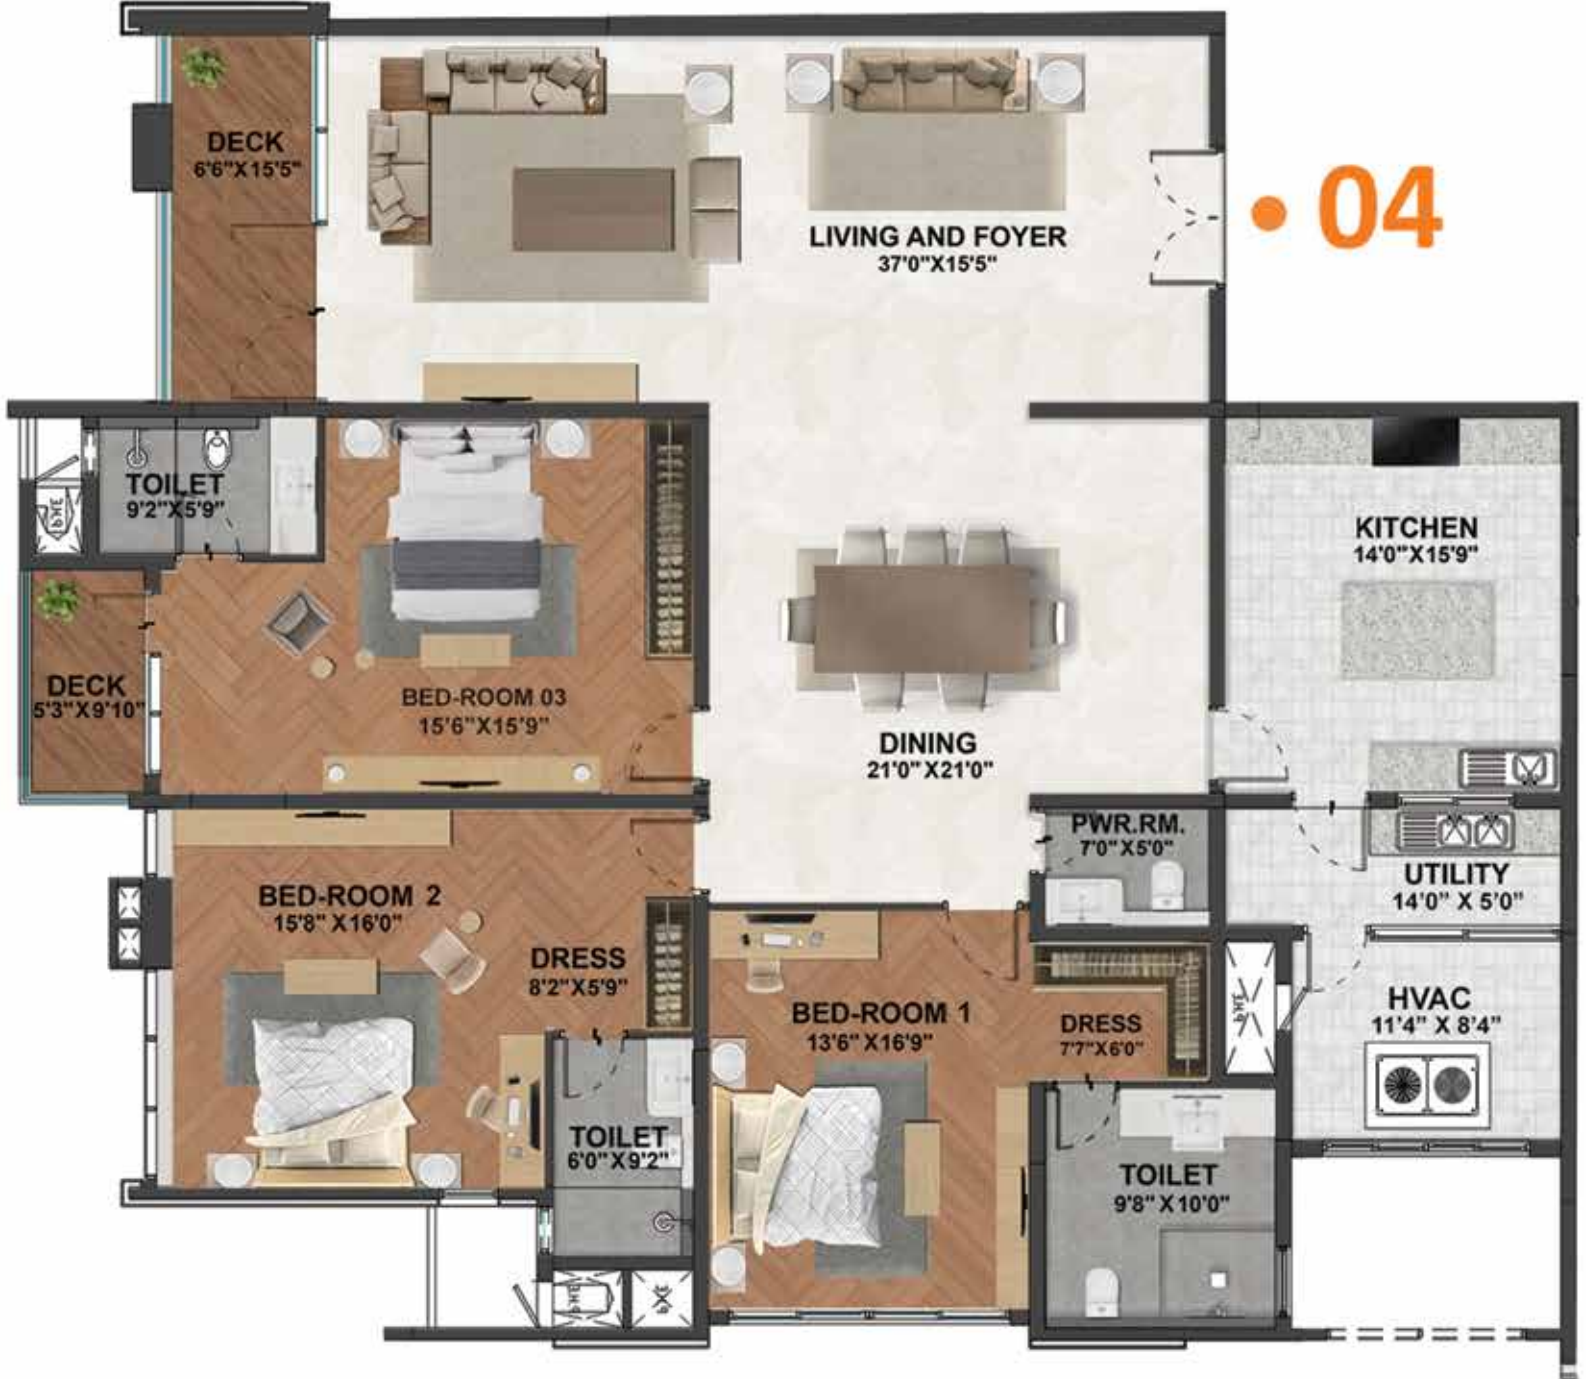 DECK
6'6"X15'5"
• 04
LIVING AND FOYER
37'0"X15'5"
TOILET
9'2"X5'9"
KITCHEN
14'0"X15'9"
DECK
5'3"X9'10"
BED-ROOM 03
15'6"X15'9"
DINING
21'0"X21'0"
PWR.RM.
7'0"X5'0"
UTILITY
14'0" X 5'0"
BED-ROOM 2
15'8" X16'0"
DRESS
8'2"X5'9"
BED-ROOM 1
13'6"X16'9"
DRESS
7'7"X6'0"
HVAC
11'4" X 8'4"
TOILET
6'0"X9'2"
TOILET
9'8" X10'0"